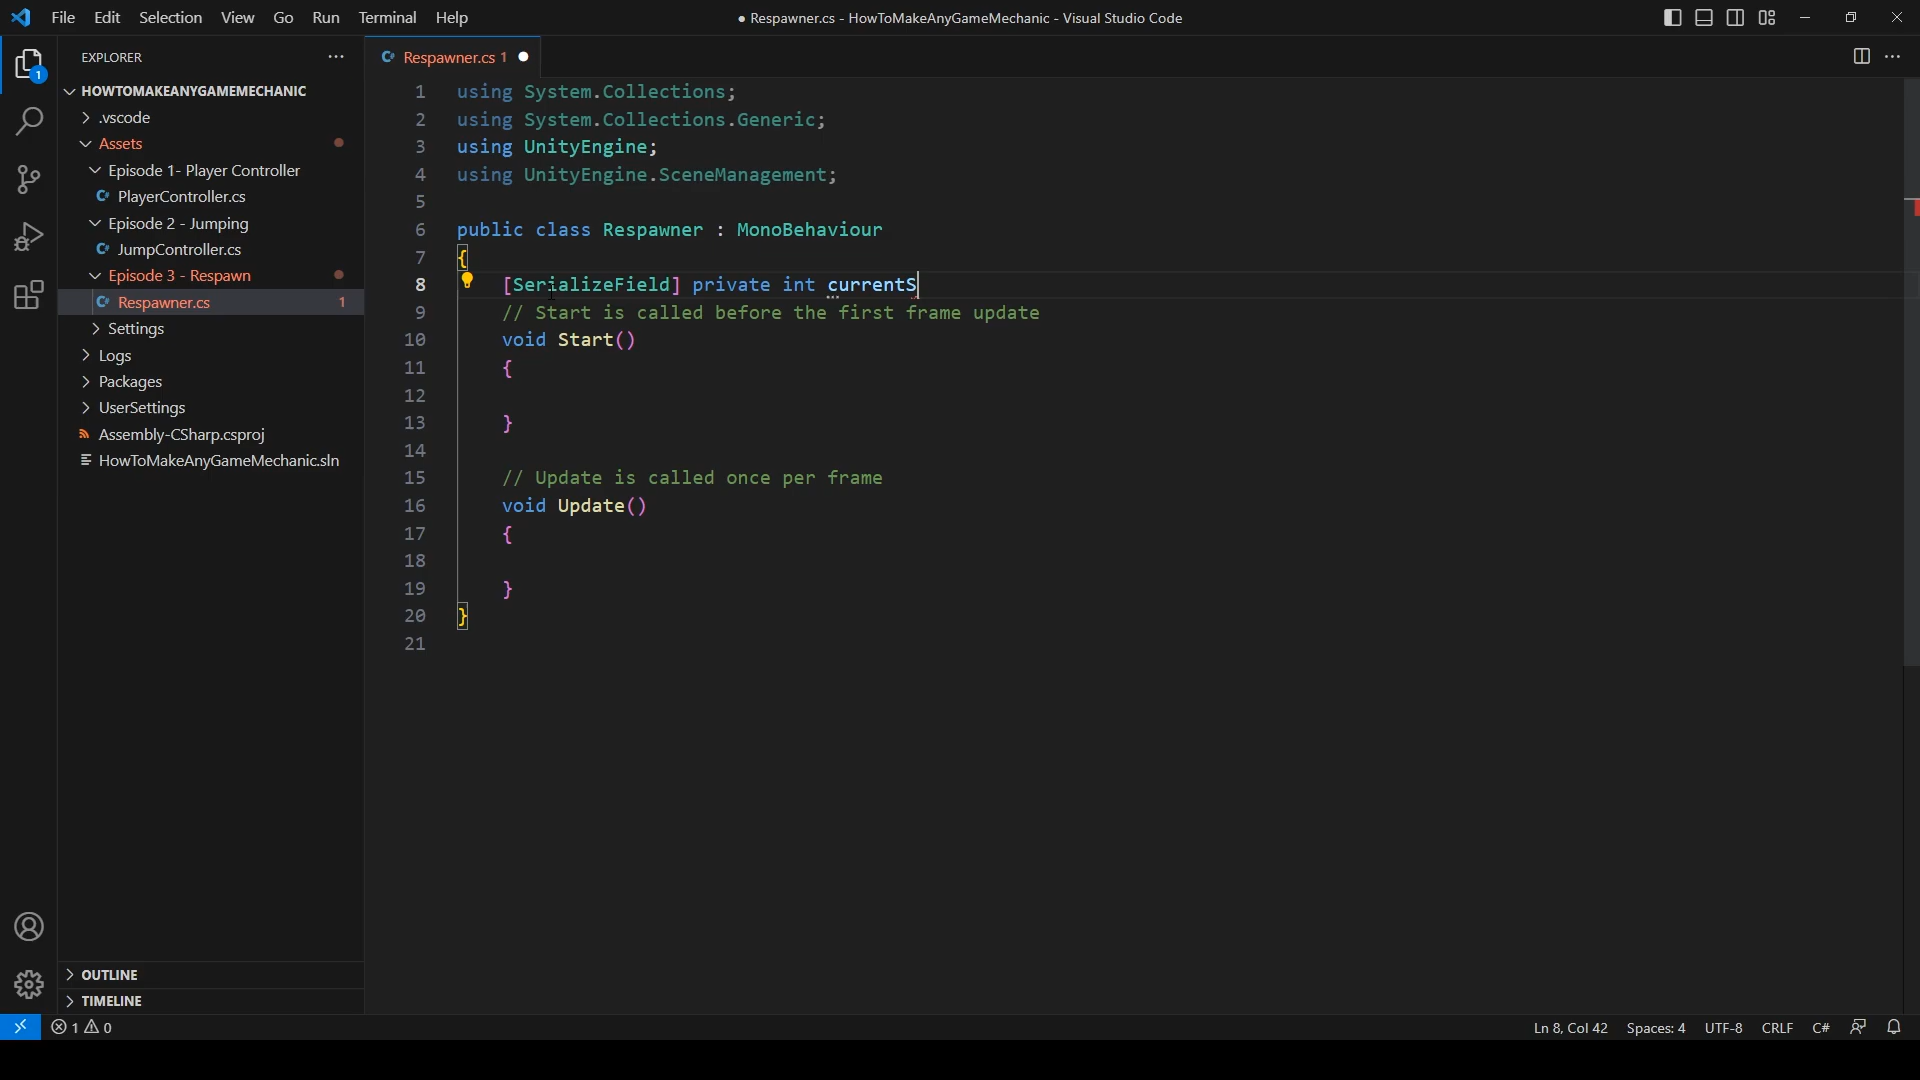 File Edit Selection View Go Run Terminal Help
● Respawner.cs - HowToMakeAnyGameMechanic - Visual Studio Code
EXPLORER
HOWTOMAKEANYGAMEMECHANIC
.vscode
Assets
Episode 1- Player Controller
C# PlayerController.cs
Episode 2 - Jumping
C# JumpController.cs
Episode 3 - Respawn
C# Respawner.cs 1
Settings
Logs
Packages
UserSettings
Assembly-CSharp.csproj
HowToMakeAnyGameMechanic.sln
OUTLINE
TIMELINE
1
C# Respawner.cs 1
1 using System.Collections;
2 using System.Collections.Generic;
3 using UnityEngine;
4 using UnityEngine.SceneManagement;
5
6 public class Respawner : MonoBehaviour
7 {
8 [SerializeField] private int currentS
9 // Start is called before the first frame update
10 void Start()
11 {
12
13 }
14
15 // Update is called once per frame
16 void Update()
17 {
18
19 }
20 }
21
1 0
Ln 8, Col 42 Spaces: 4 UTF-8 CRLF C#